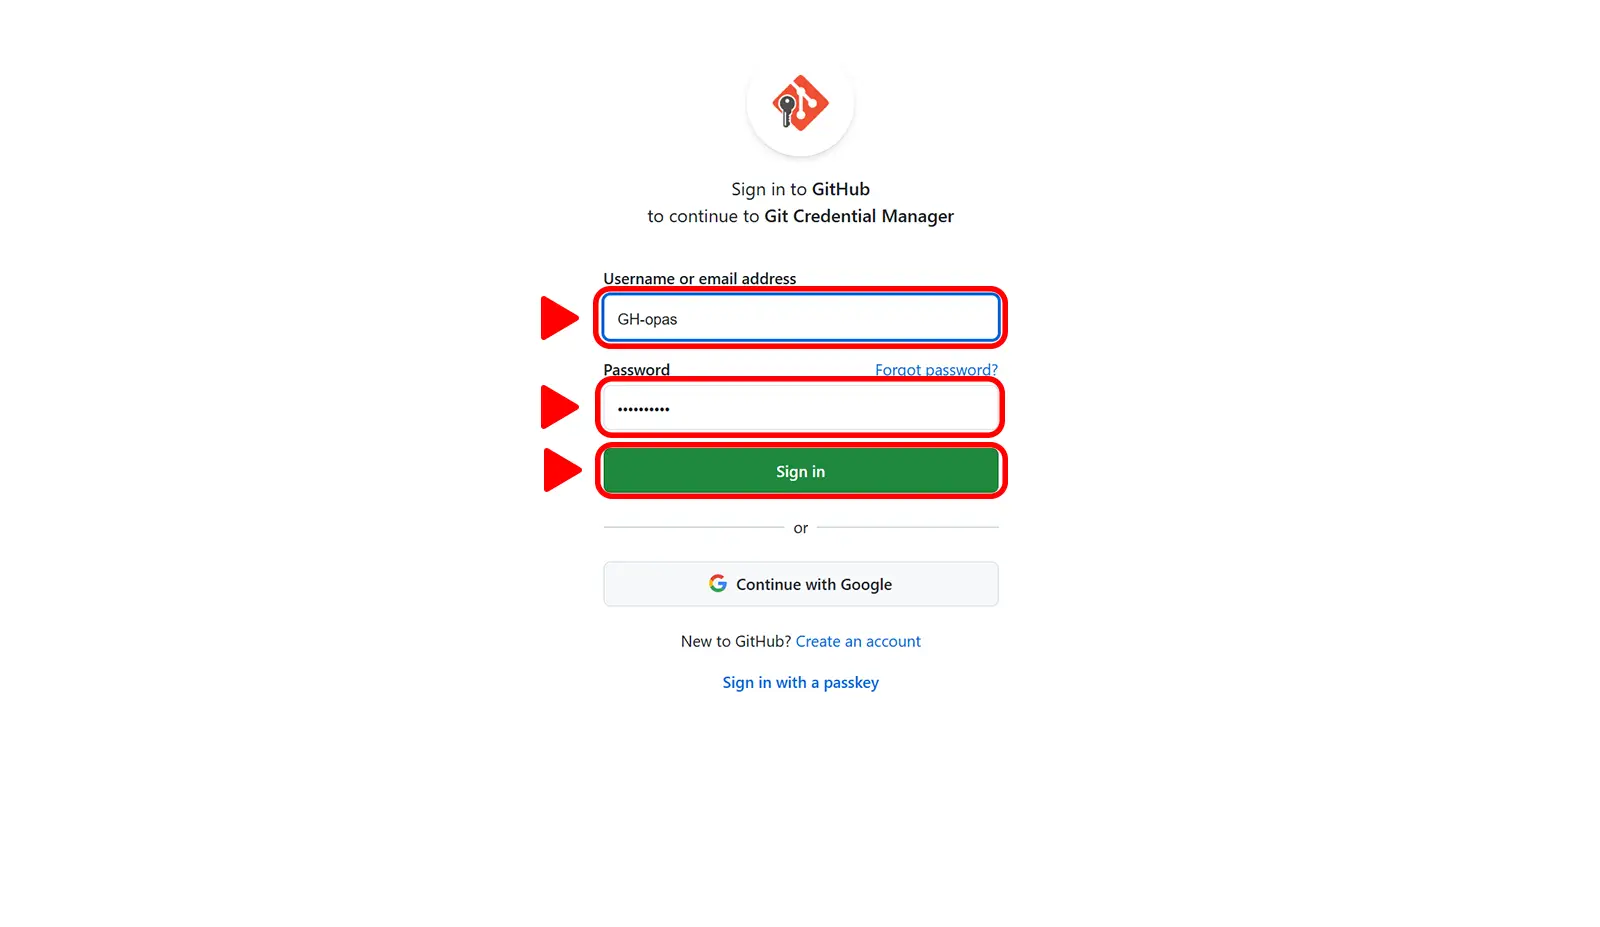 Sign in to GitHub
to continue to Git Credential Manager
Username or email address
GH-opas
Password Forgot password?
••••••••••
Sign in
or
Continue with Google
New to GitHub? Create an account
Sign in with a passkey